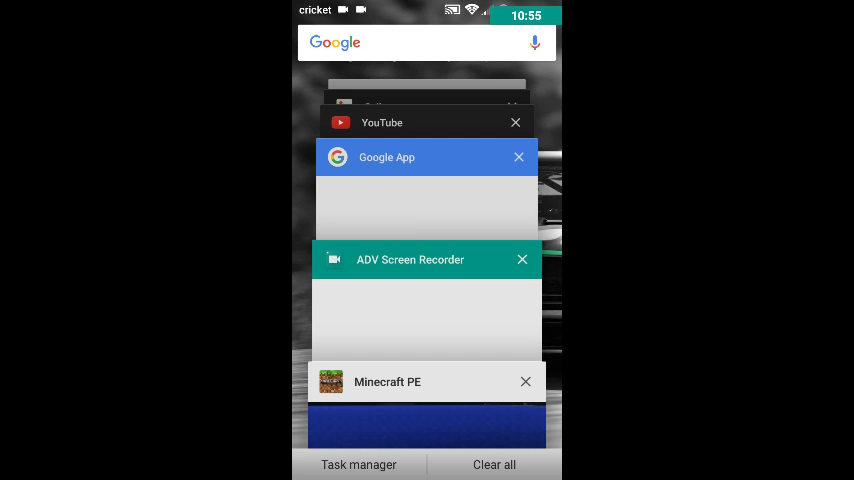 cricket
10:55
Google
YouTube
Google App
ADV Screen Recorder
Minecraft PE
Task manager
Clear all